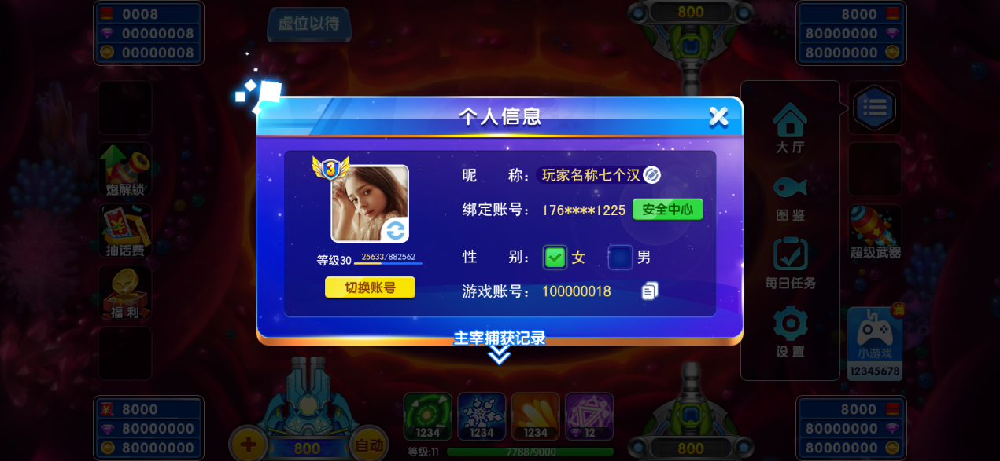 0008
00000008
00000008
虚位以待
800
8000
80000000
80000000
个人信息
3
昵 称： 玩家名称七个汉
绑定账号： 176****1225 安全中心
等级30 25633/882562
性 别： 女 男
切换账号
游戏账号： 100000018
主宰捕获记录
炮解锁
抽话费
福利
大厅
图鉴
每日任务
设置
超级武器
满
小游戏
12345678
8000
80000000
80000000
800
自动
1234
1234
1234
12
等级:11 7788/9000
800
8000
80000000
80000000